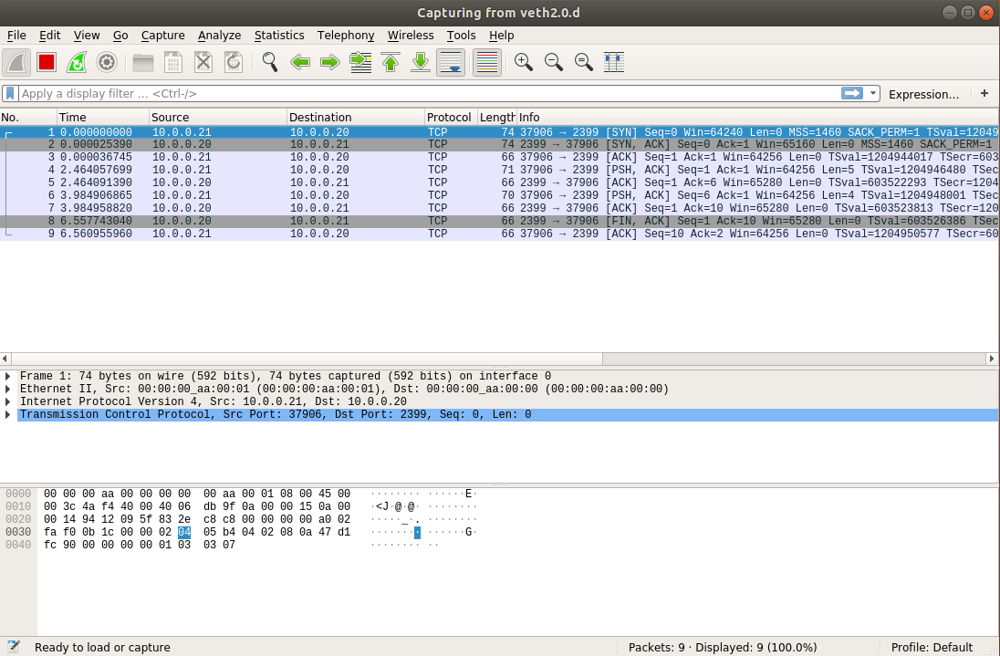 Capturing from veth2.0.d
File Edit View Go Capture Analyze Statistics Telephony Wireless Tools Help
Apply a display filter ... <Ctrl-/> Expression... +
No. Time Source Destination Protocol Length Info
1 0.000000000 10.0.0.21 10.0.0.20 TCP 74 37906 → 2399 [SYN] Seq=0 Win=64240 Len=0 MSS=1460 SACK_PERM=1 TSval=12049
2 0.000025390 10.0.0.20 10.0.0.21 TCP 74 2399 → 37906 [SYN, ACK] Seq=0 Ack=1 Win=65160 Len=0 MSS=1460 SACK_PERM=1
3 0.000036745 10.0.0.21 10.0.0.20 TCP 66 37906 → 2399 [ACK] Seq=1 Ack=1 Win=64256 Len=0 TSval=1204944017 TSecr=603
4 2.464057699 10.0.0.21 10.0.0.20 TCP 71 37906 → 2399 [PSH, ACK] Seq=1 Ack=1 Win=64256 Len=5 TSval=1204946480 TSec
5 2.464091390 10.0.0.20 10.0.0.21 TCP 66 2399 → 37906 [ACK] Seq=1 Ack=6 Win=65280 Len=0 TSval=603522293 TSecr=1204
6 3.984906865 10.0.0.21 10.0.0.20 TCP 70 37906 → 2399 [PSH, ACK] Seq=6 Ack=1 Win=64256 Len=4 TSval=1204948001 TSec
7 3.984958820 10.0.0.20 10.0.0.21 TCP 66 2399 → 37906 [ACK] Seq=1 Ack=10 Win=65280 Len=0 TSval=603523813 TSecr=120
8 6.557743040 10.0.0.20 10.0.0.21 TCP 66 2399 → 37906 [FIN, ACK] Seq=1 Ack=10 Win=65280 Len=0 TSval=603526386 TSec
9 6.560955960 10.0.0.21 10.0.0.20 TCP 66 37906 → 2399 [ACK] Seq=10 Ack=2 Win=64256 Len=0 TSval=1204950577 TSecr=60
Frame 1: 74 bytes on wire (592 bits), 74 bytes captured (592 bits) on interface 0
Ethernet II, Src: 00:00:00_aa:00:01 (00:00:00:aa:00:01), Dst: 00:00:00_aa:00:00 (00:00:00:aa:00:00)
Internet Protocol Version 4, Src: 10.0.0.21, Dst: 10.0.0.20
Transmission Control Protocol, Src Port: 37906, Dst Port: 2399, Seq: 0, Len: 0
0000 00 00 00 aa 00 00 00 00 00 aa 00 01 08 00 45 00 ········ ······E·
0010 00 3c 4a f4 40 00 40 06 db 9f 0a 00 00 15 0a 00 ·<J·@·@· ········
0020 00 14 94 12 09 5f 83 2e c8 c8 00 00 00 00 a0 02 ·····_·. ········
0030 fa f0 0b 1c 00 00 02 04 05 b4 04 02 08 0a 47 d1 ········ ······G·
0040 fc 90 00 00 00 00 01 03 03 07 ········ ··
Ready to load or capture Packets: 9 · Displayed: 9 (100.0%) Profile: Default